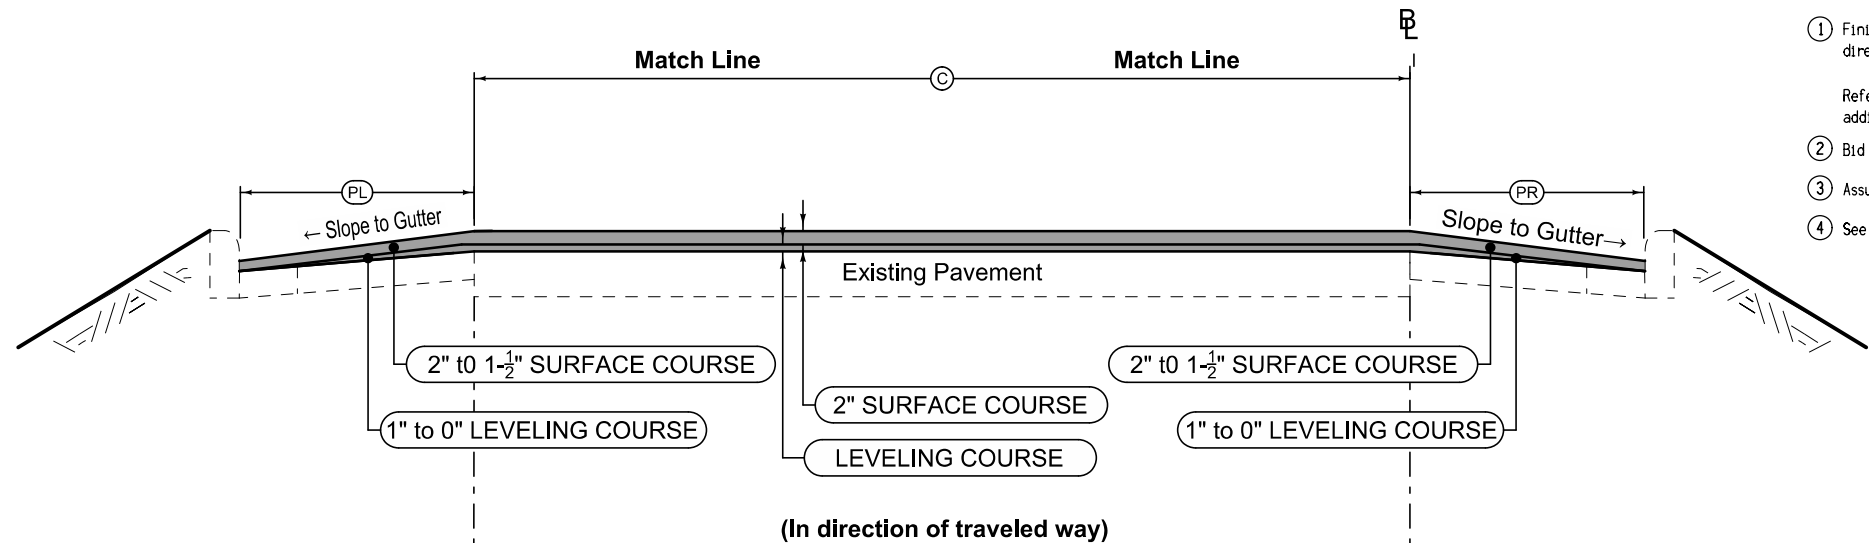 BL
Match Line
Match Line
C
PL
PR
← Slope to Gutter
Slope to Gutter→
Existing Pavement
2" t0 1-1/2" SURFACE COURSE
2" t0 1-1/2" SURFACE COURSE
2" SURFACE COURSE
1" to 0" LEVELING COURSE
1" to 0" LEVELING COURSE
LEVELING COURSE
(In direction of traveled way)
1
2 Bid
3
4 See